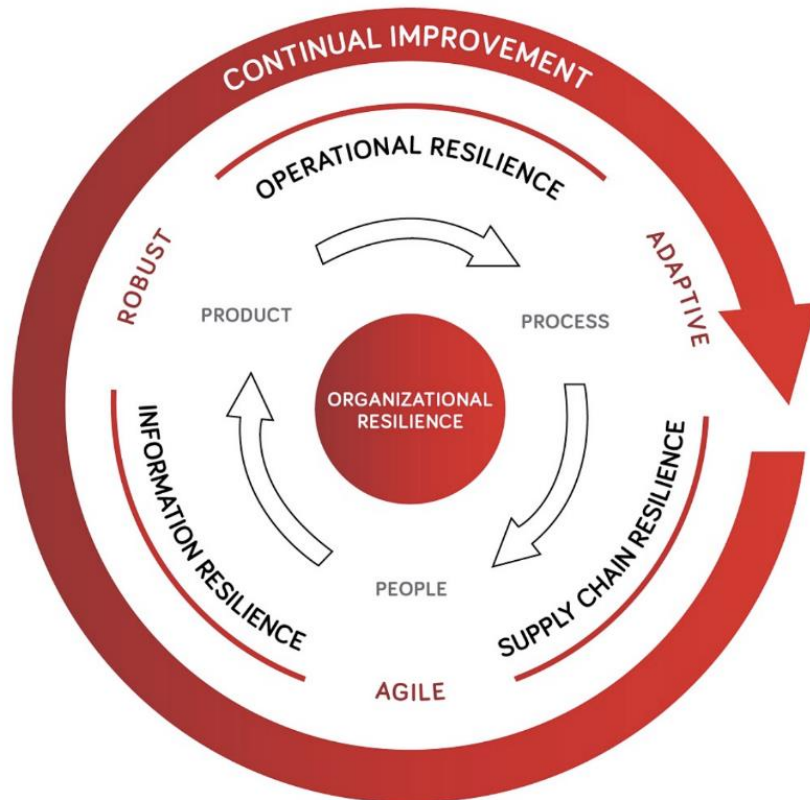 CONTINUAL IMPROVEMENT
OPERATIONAL RESILIENCE
ROBUST
ADAPTIVE
PRODUCT
PROCESS
ORGANIZATIONAL
RESILIENCE
INFORMATION RESILIENCE
SUPPLY CHAIN RESILIENCE
PEOPLE
AGILE